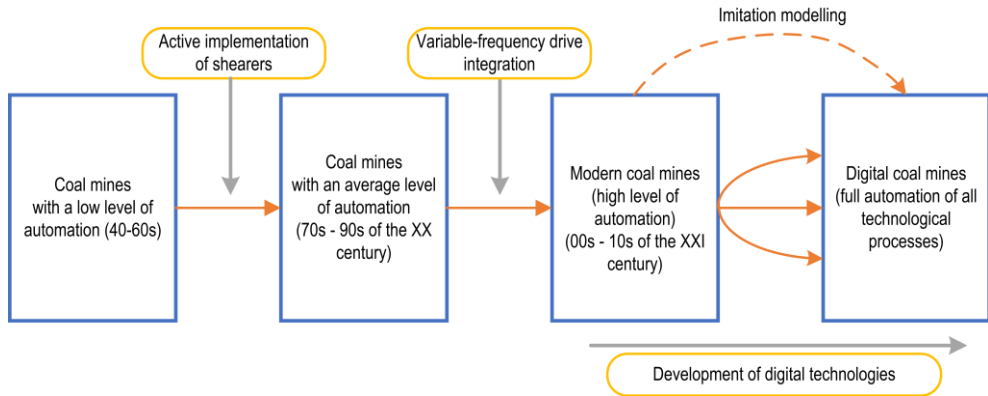 Imitation modelling
Active implementation
of shearers
Variable-frequency drive
integration
Coal mines
with a low level of
automation (40-60s)
Coal mines
with an average level
of automation
(70s - 90s of the XX
century)
Modern coal mines
(high level of
automation)
(00s - 10s of the XXI
century)
Digital coal mines
(full automation of all
technological
processes)
Development of digital technologies